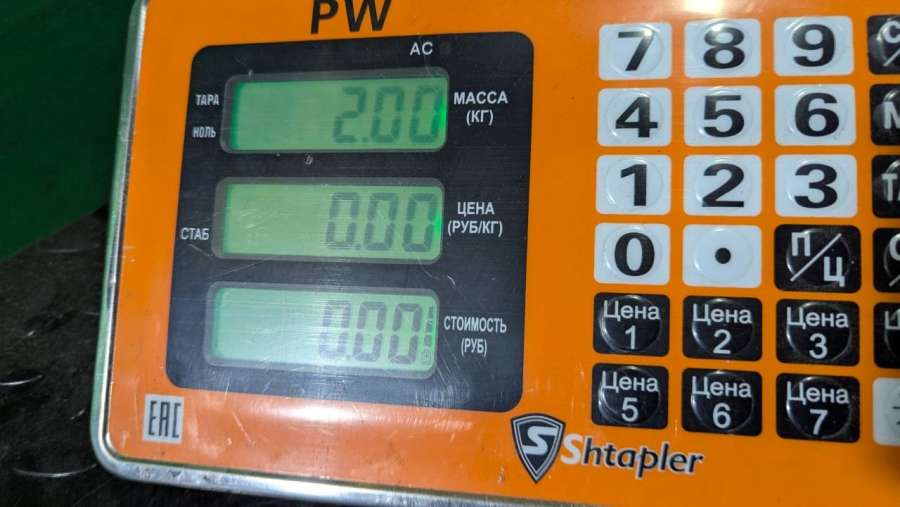 PW
AC
ТАРА
НОЛЬ
2.00
МАССА
(КГ)
СТАБ
0.00
ЦЕНА
(РУБ/КГ)
0.00
СТОИМОСТЬ
(РУБ)
EAC
Shtapler
7 8 9
4 5 6
1 2 3
0 . П/Ц
Цена 1 Цена 2 Цена 3
Цена 5 Цена 6 Цена 7